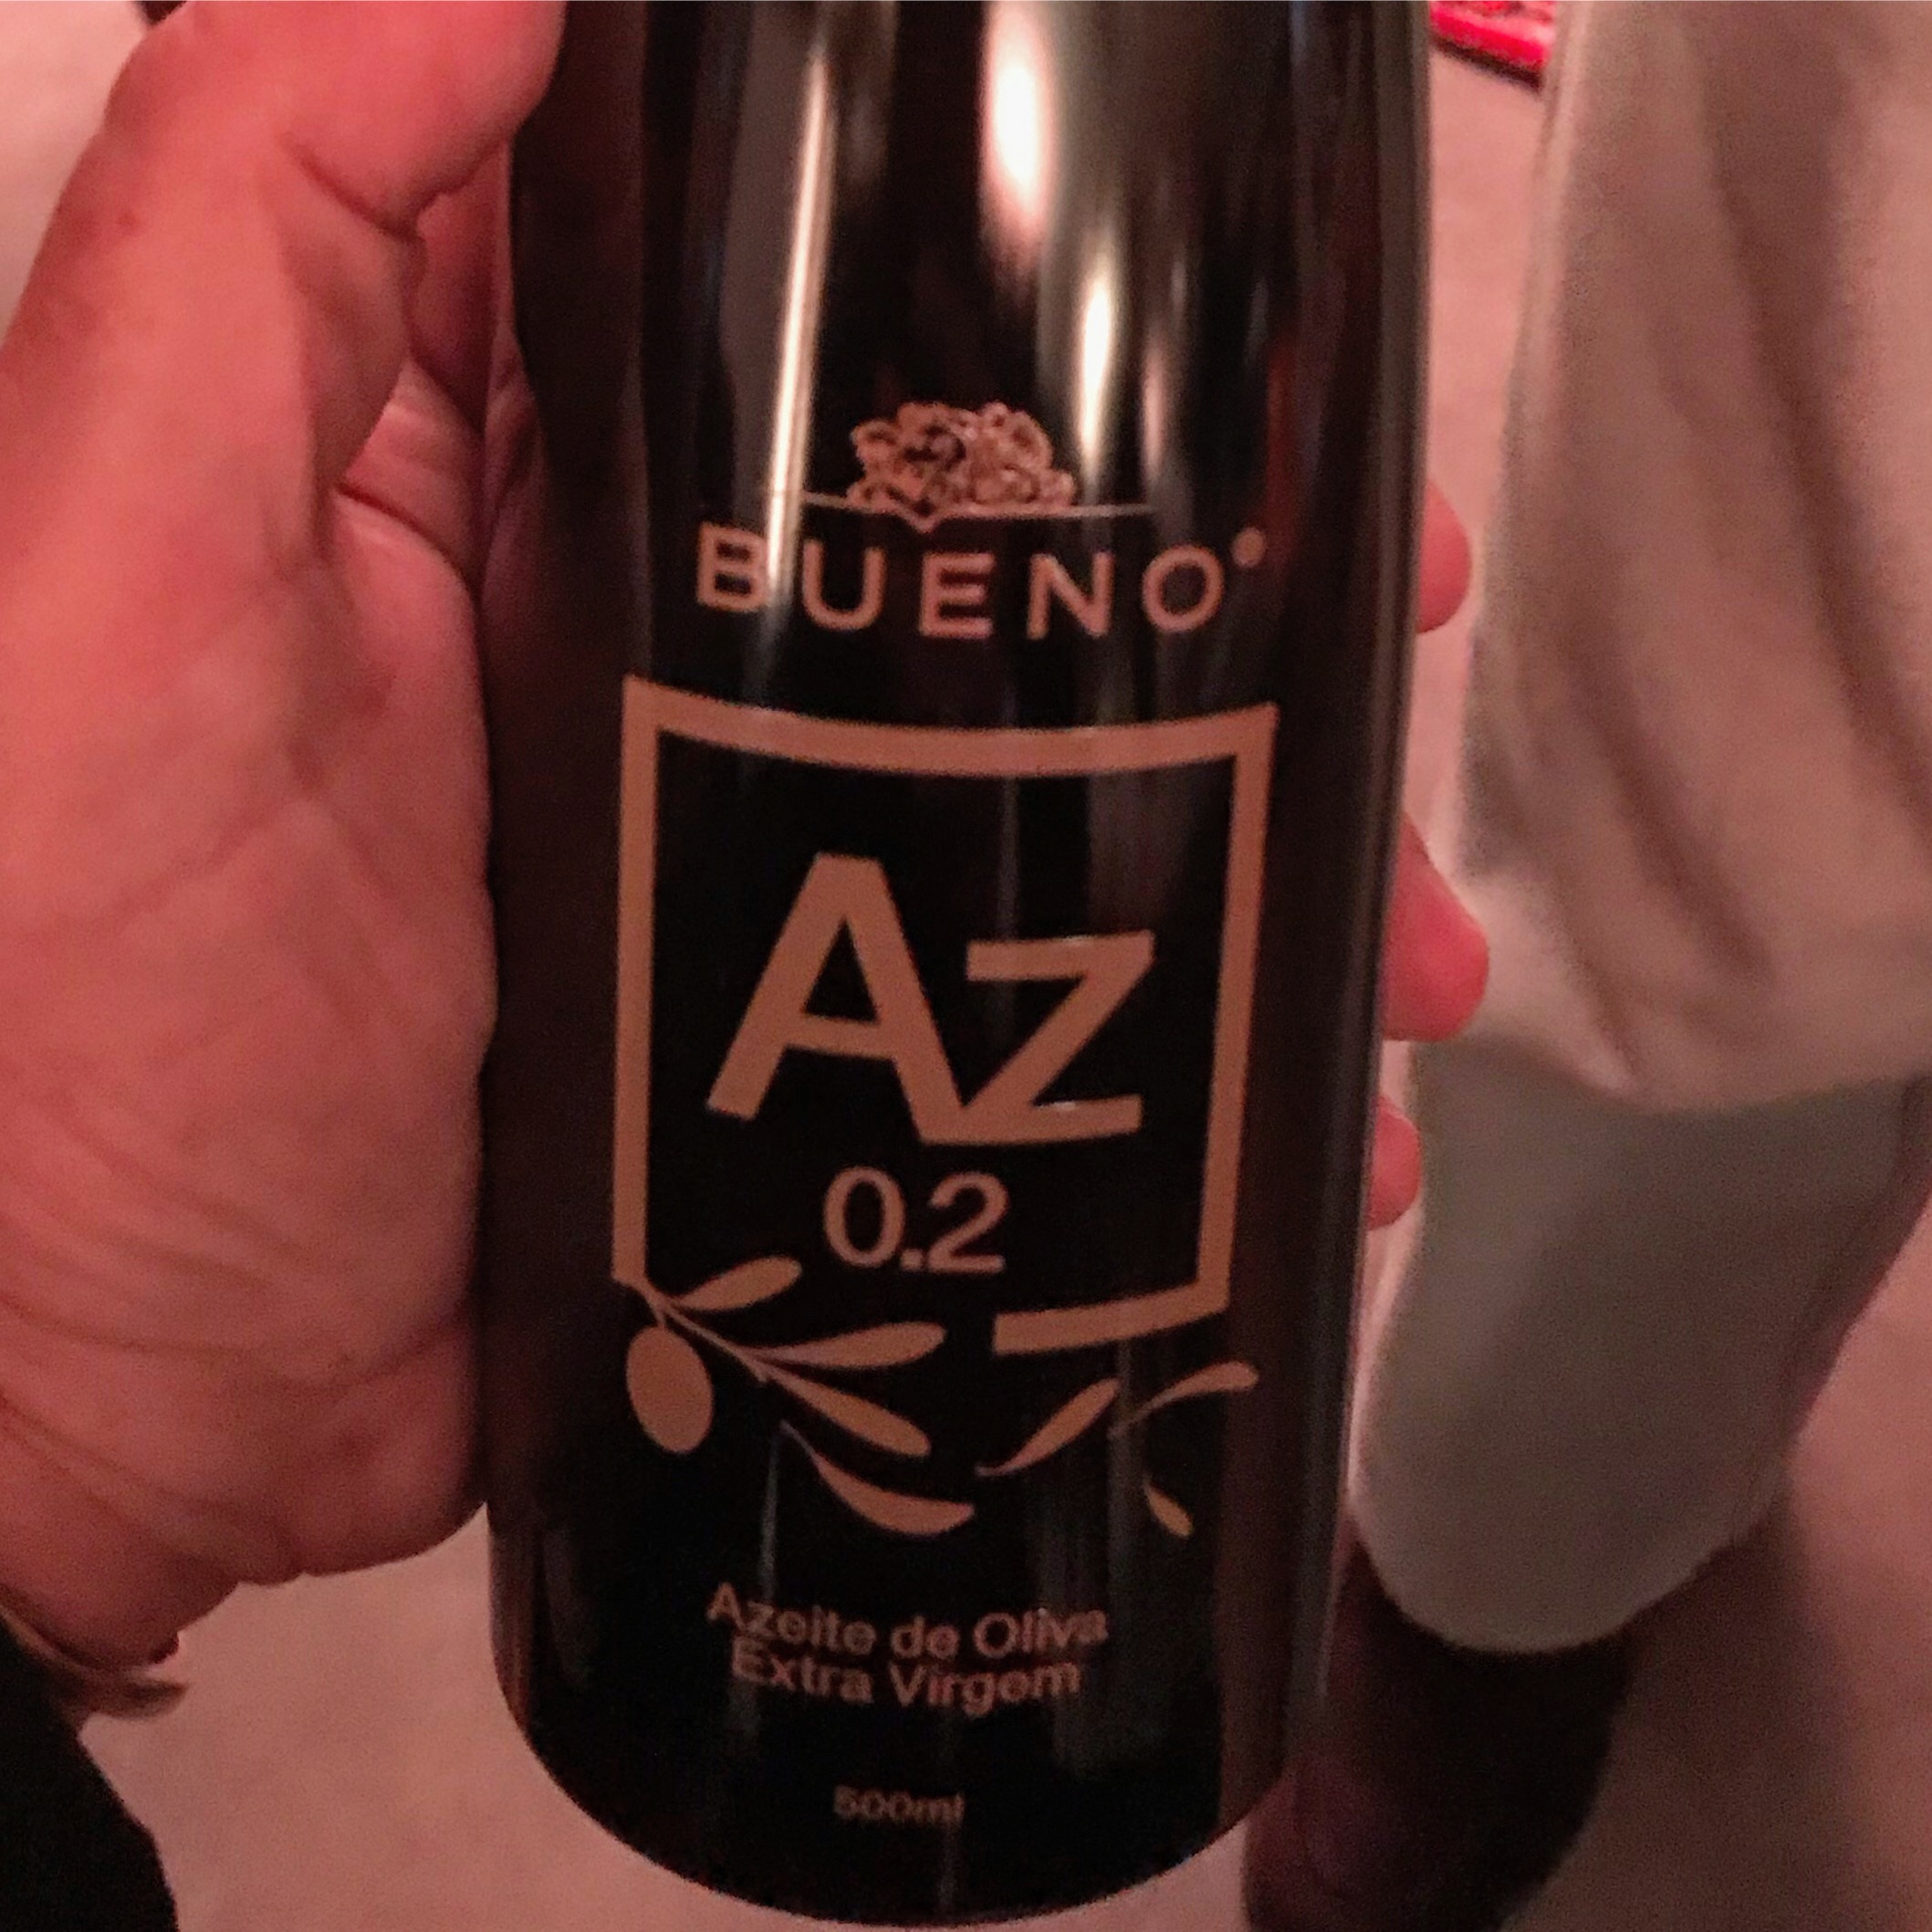 BUENO
Az
0.2
Azeite de Oliva
Extra Virgem
500ml